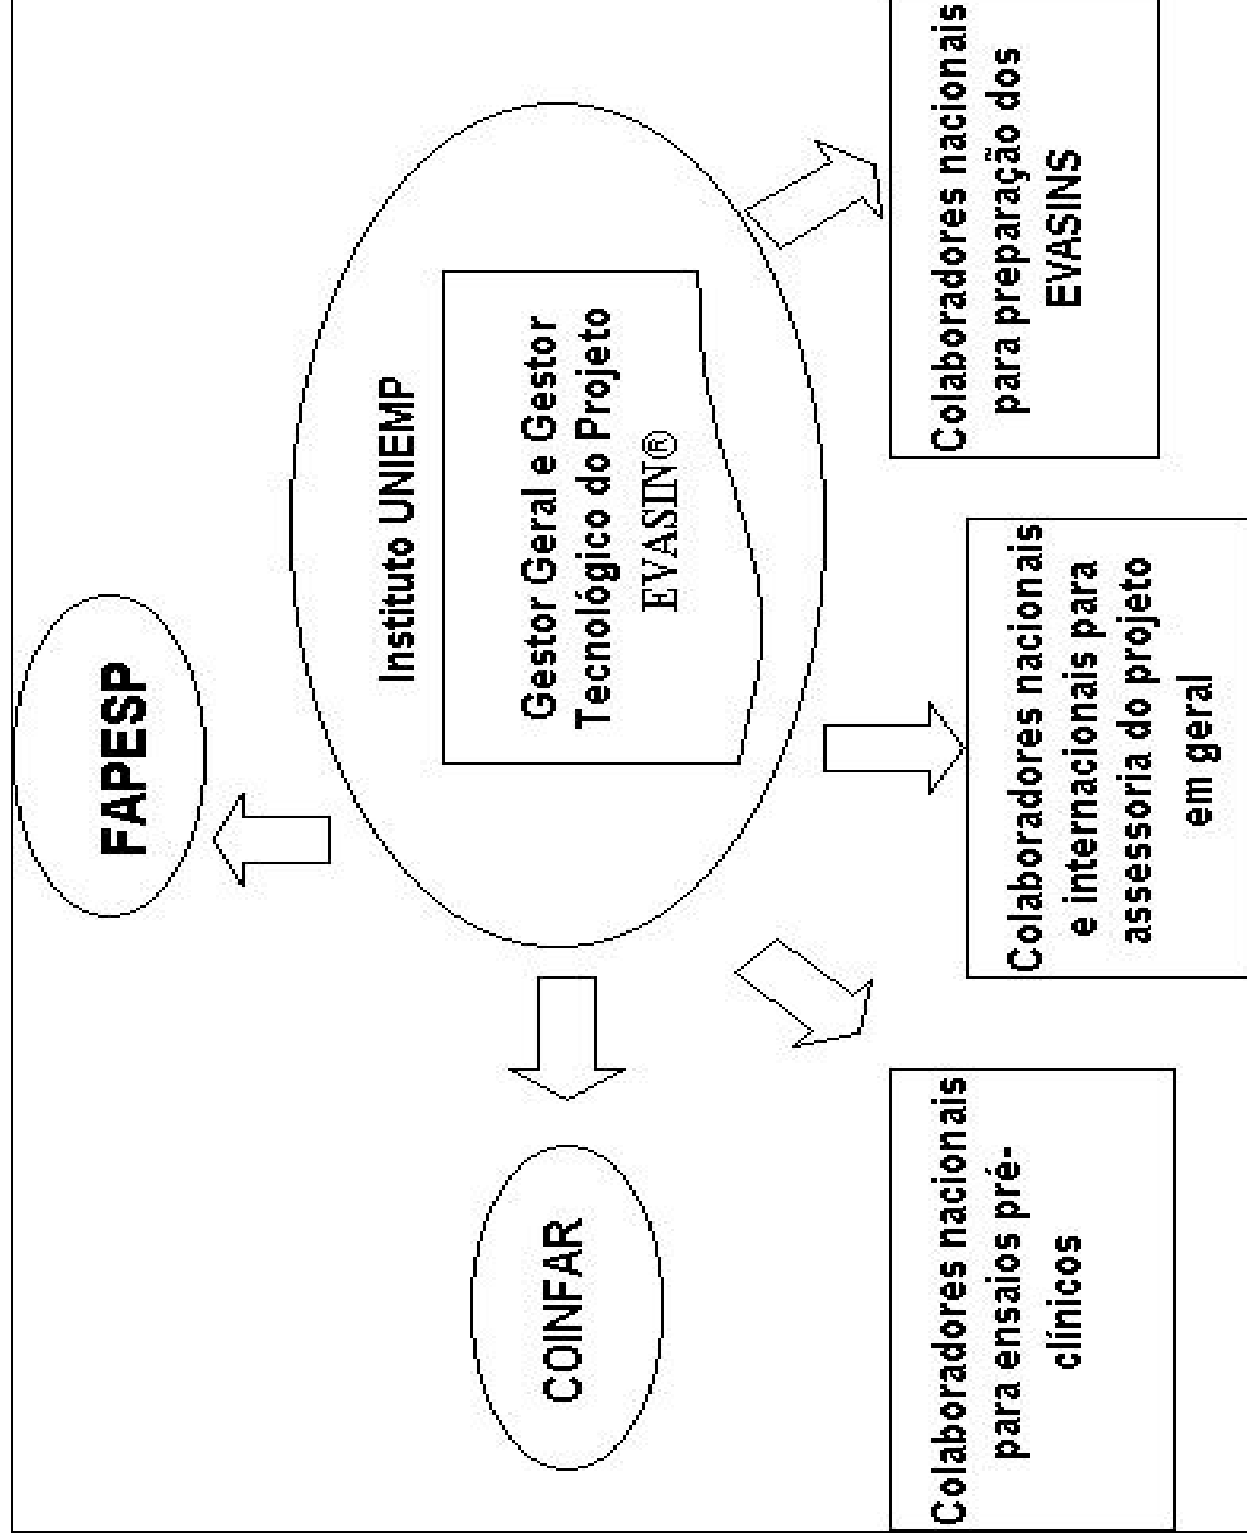 FAPESP
Instituto UNIEMP
Gestor Geral e Gestor
Tecnológico do Projeto
EVASIN®
COINFAR
Colaboradores nacionais
para ensaios pré-
clínicos
Colaboradores nacionais
e internacionais para
assessoria do projeto
em geral
Colaboradores nacionais
para preparação dos
EVASINS